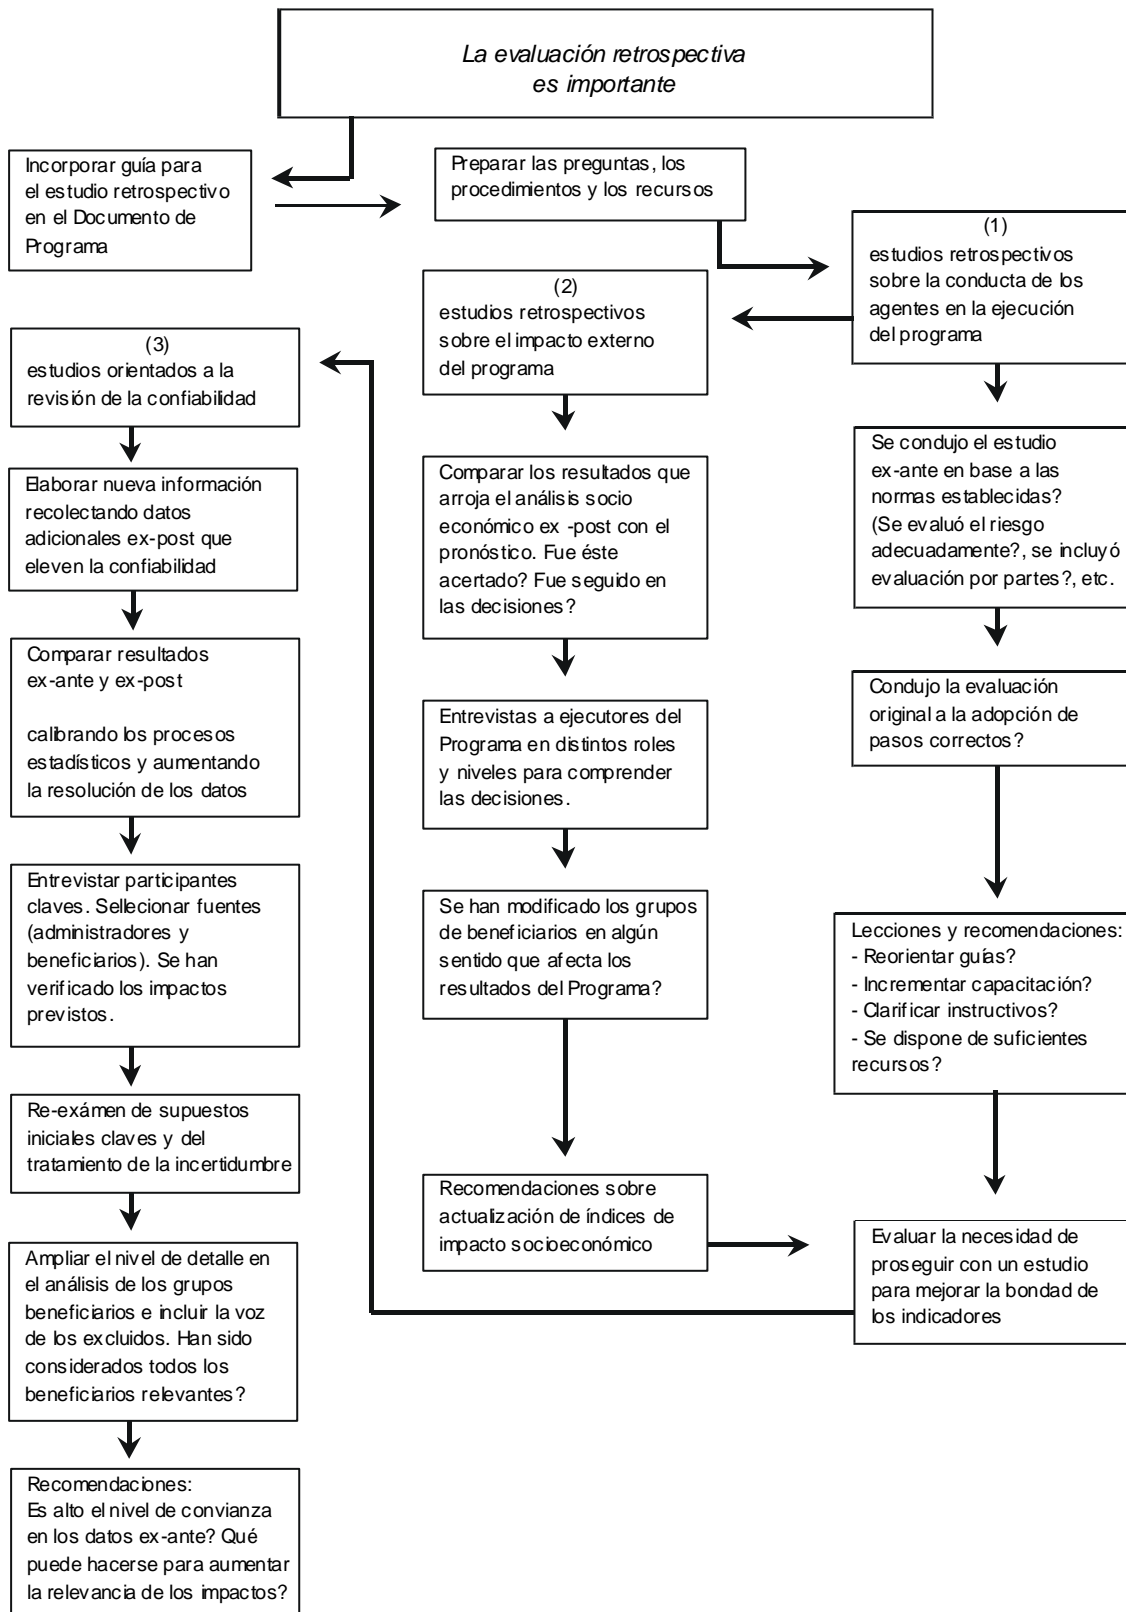 La evaluación retrospectiva
es importante
Incorporar guía para
el estudio retrospectivo
en el Documento de
Programa
Preparar las preguntas, los
procedimientos y los recursos
(1)
estudios retrospectivos
sobre la conducta de los
agentes en la ejecución
del programa
(2)
estudios retrospectivos
sobre el impacto externo
del programa
(3)
estudios orientados a la
revisión de la confiabilidad
Se condujo el estudio
ex-ante en base a las
normas establecidas?
(Se evaluó el riesgo
adecuadamente?, se incluyó
evaluación por partes?, etc.
Condujo la evaluación
original a la adopción de
pasos correctos?
Lecciones y recomendaciones:
- Reorientar guías?
- Incrementar capacitación?
- Clarificar instructivos?
- Se dispone de suficientes
recursos?
Evaluar la necesidad de
proseguir con un estudio
para mejorar la bondad de
los indicadores
Comparar los resultados que
arroja el análisis socio
económico ex -post con el
pronóstico. Fue éste
acertado? Fue seguido en
las decisiones?
Entrevistas a ejecutores del
Programa en distintos roles
y niveles para comprender
las decisiones.
Se han modificado los grupos
de beneficiarios en algún
sentido que afecta los
resultados del Programa?
Recomendaciones sobre
actualización de índices de
impacto socioeconómico
Elaborar nueva información
recolectando datos
adicionales ex-post que
eleven la confiabilidad
Comparar resultados
ex-ante y ex-post
calibrando los procesos
estadísticos y aumentando
la resolución de los datos
Entrevistar participantes
claves. Sellecionar fuentes
(administradores y
beneficiarios). Se han
verificado los impactos
previstos.
Re-exámen de supuestos
iniciales claves y del
tratamiento de la incertidumbre
Ampliar el nivel de detalle en
el análisis de los grupos
beneficiarios e incluir la voz
de los excluidos. Han sido
considerados todos los
beneficiarios relevantes?
Recomendaciones:
Es alto el nivel de convianza
en los datos ex-ante? Qué
puede hacerse para aumentar
la relevancia de los impactos?